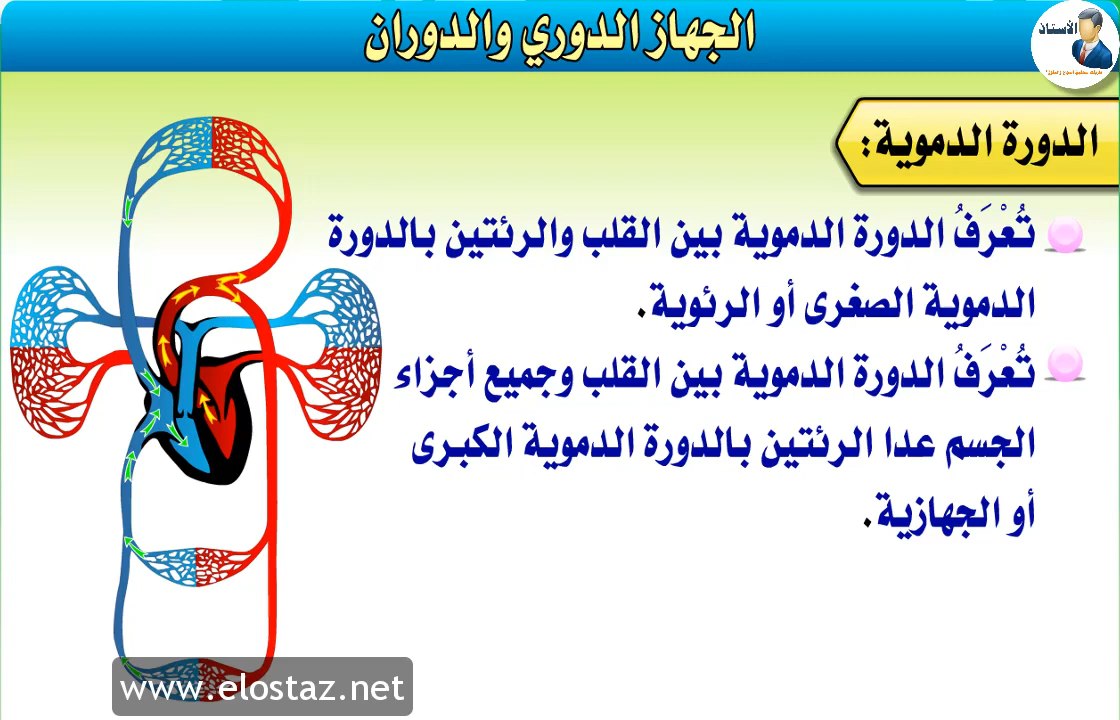 الجهاز الدوري والدوران
الأستاذ
الدورة الدموية:
تُعْرَفُ الدورة الدموية بين القلب والرئتين بالدورة
الدموية الصغرى أو الرئوية.
تُعْرَفُ الدورة الدموية بين القلب وجميع أجزاء
الجسم عدا الرئتين بالدورة الدموية الكبرى
أو الجهازية.
www.elostaz.net